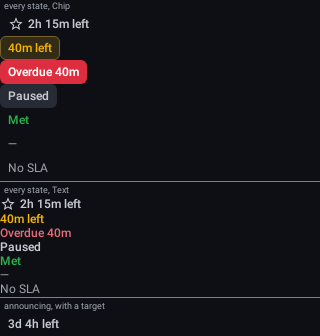 every state, Chip
2h 15m left
40m left
Overdue 40m
Paused
Met
—
No SLA
every state, Text
2h 15m left
40m left
Overdue 40m
Paused
Met
—
No SLA
announcing, with a target
3d 4h left